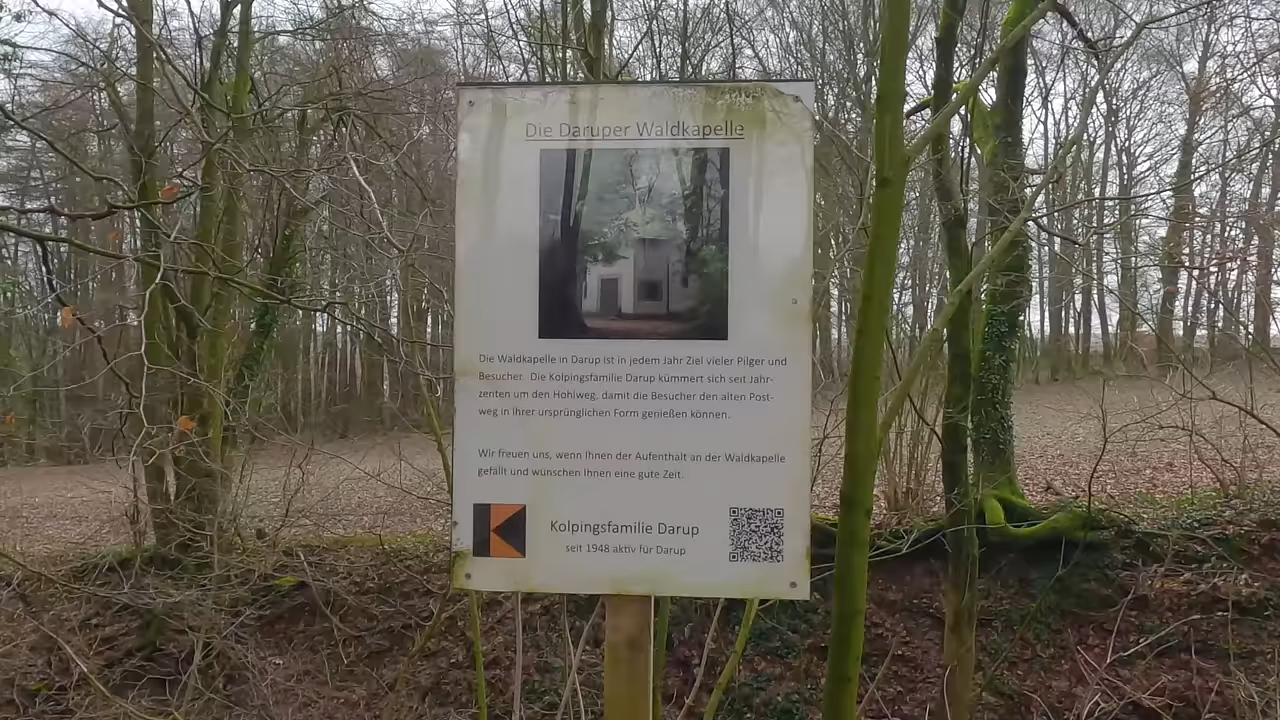 Die Daruper Waldkapelle
Die Waldkapelle in Darup ist in jedem Jahr Ziel vieler Pilger und
Besucher. Die Kolpingsfamilie Darup kümmert sich seit Jahr-
zenten um den Hohlweg, damit die Besucher den alten Post-
weg in ihrer ursprünglichen Form genießen können.
Wir freuen uns, wenn Ihnen der Aufenthalt an der Waldkapelle
gefällt und wünschen Ihnen eine gute Zeit.
Kolpingsfamilie Darup
seit 1948 aktiv für Darup